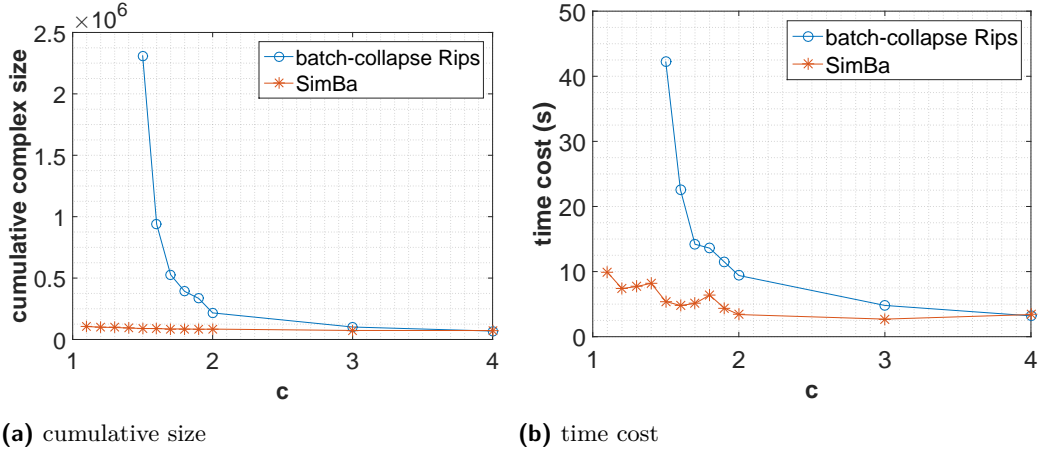 ×10^6
2.5
2
1.5
1
0.5
0
1
2
3
4
cumulative complex size
c
batch-collapse Rips
SimBa
(a) cumulative size
50
40
30
20
10
0
1
2
3
4
time cost (s)
c
batch-collapse Rips
SimBa
(b) time cost